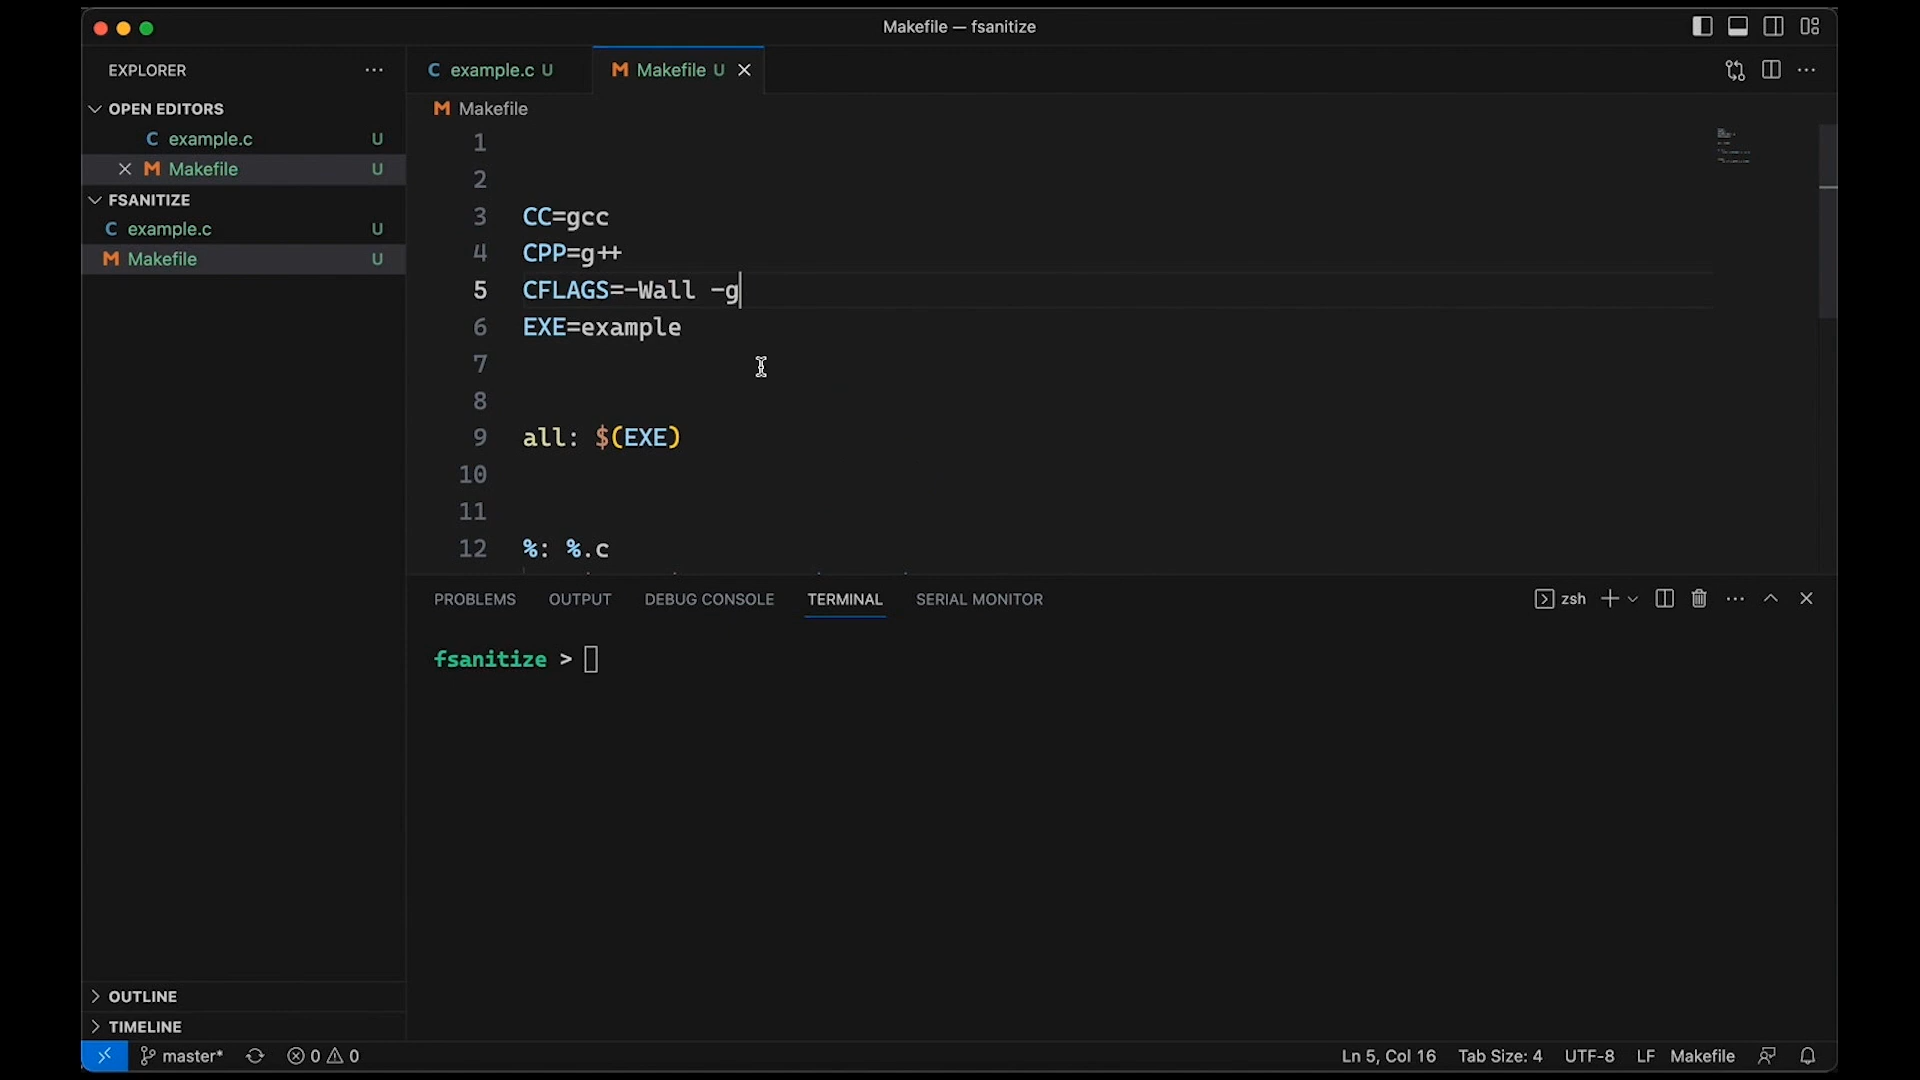 Makefile — fsanitize
EXPLORER
OPEN EDITORS
C example.c U
M Makefile U
FSANITIZE
C example.c U
M Makefile U
OUTLINE
TIMELINE
C example.c U
M Makefile U
M Makefile
1
2
3 CC=gcc
4 CPP=g++
5 CFLAGS=-Wall -g
6 EXE=example
7
8
9 all: $(EXE)
10
11
12 %: %.c
PROBLEMS OUTPUT DEBUG CONSOLE TERMINAL SERIAL MONITOR
zsh
fsanitize >
master* 0 0 Ln 5, Col 16 Tab Size: 4 UTF-8 LF Makefile